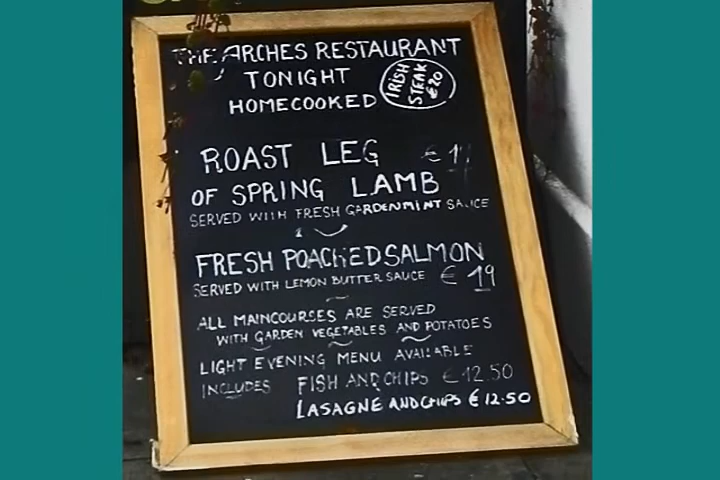 THE ARCHES RESTAURANT
TONIGHT
HOMECOOKED
IRISH
STEAK
€20
ROAST LEG
OF SPRING LAMB
SERVED WITH FRESH GARDEN MINT SAUCE
FRESH POACHED SALMON
SERVED WITH LEMON BUTTER SAUCE € 19
ALL MAINCOURSES ARE SERVED
WITH GARDEN VEGETABLES AND POTATOES
LIGHT EVENING MENU AVAILABLE
INCLUDES FISH AND CHIPS €12.50
LASAGNE AND CHIPS €12.50